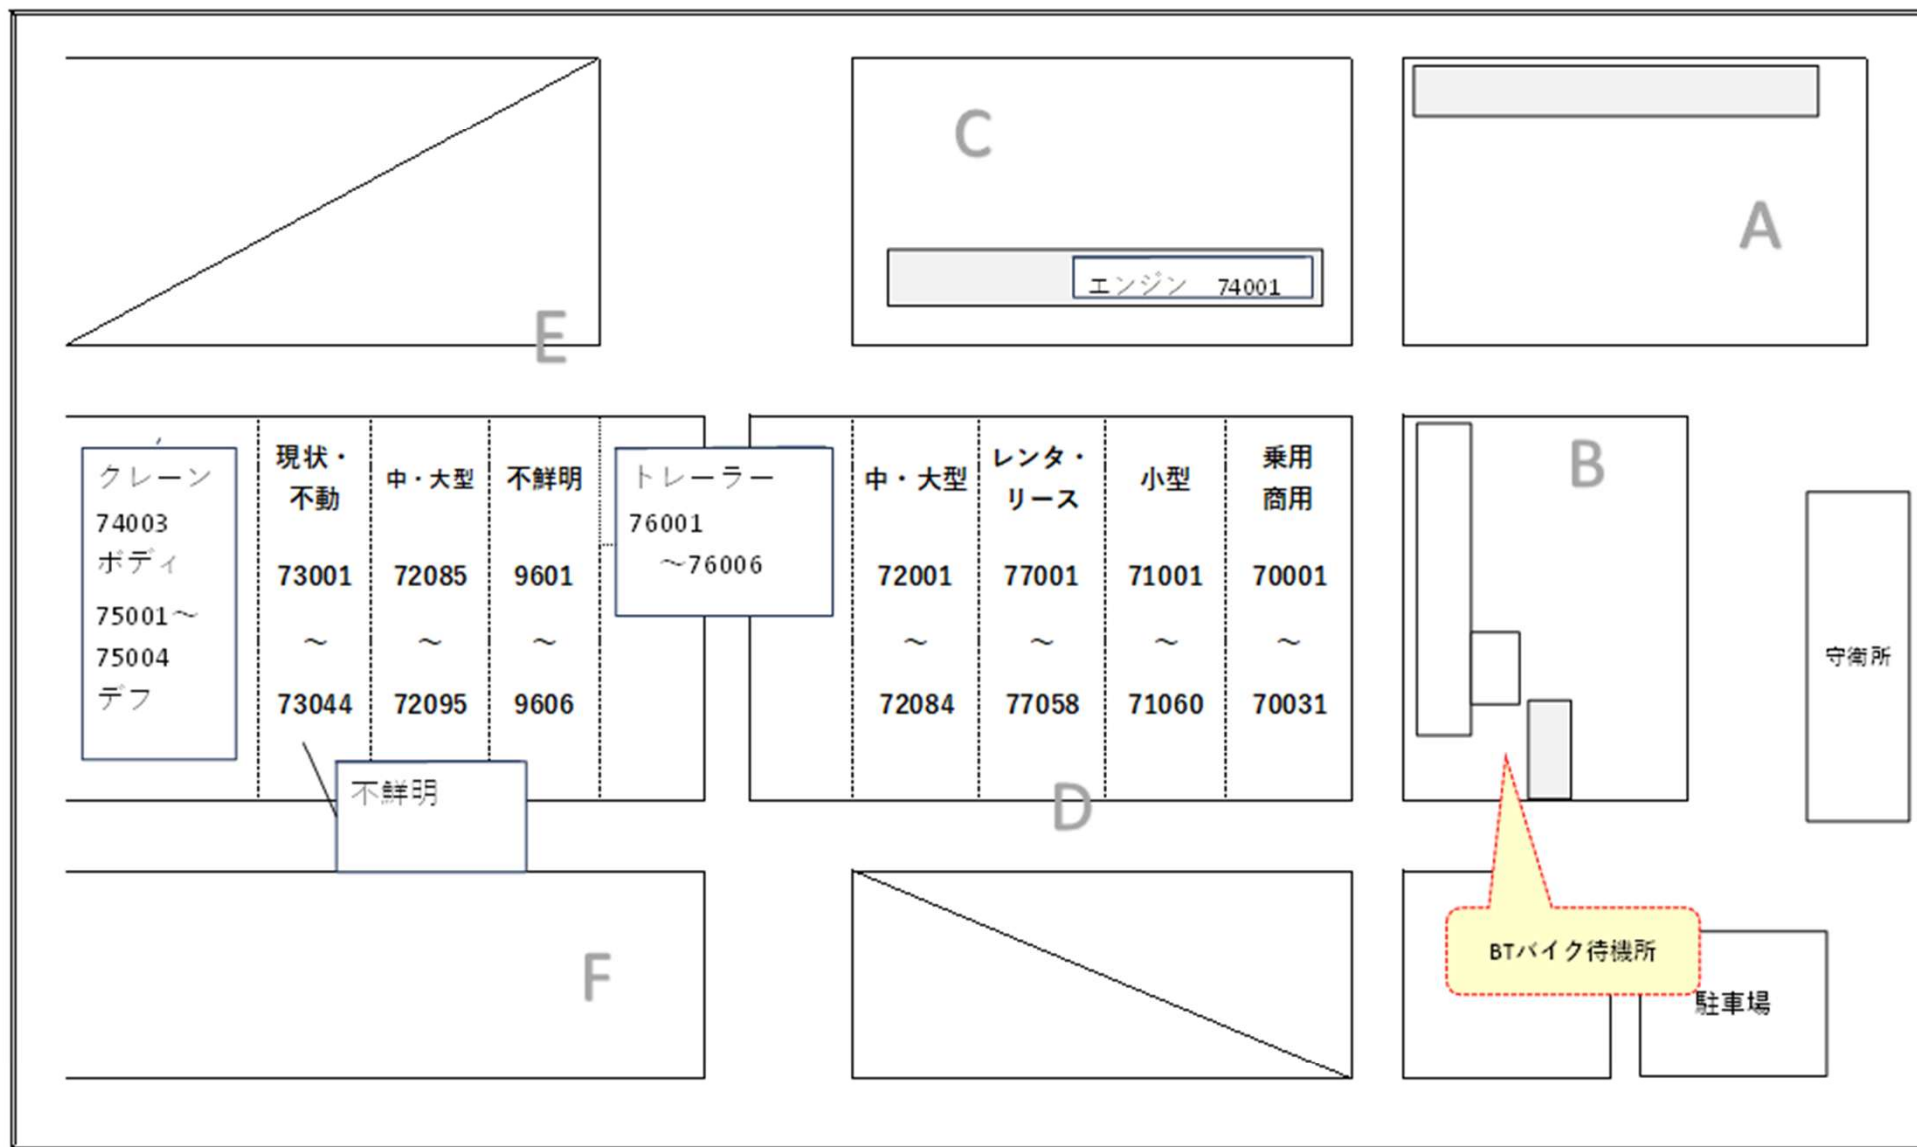 C
A
エンジン　74001
E
クレーン
74003
ボディ
75001～
75004
デフ
現状・
不動
73001
～
73044
中・大型
72085
～
72095
不鮮明
9601
～
9606
不鮮明
トレーラー
76001
～76006
中・大型
72001
～
72084
レンタ・
リース
77001
～
77058
小型
71001
～
71060
乗用
商用
70001
～
70031
D
B
守衛所
F
BTバイク待機所
駐車場